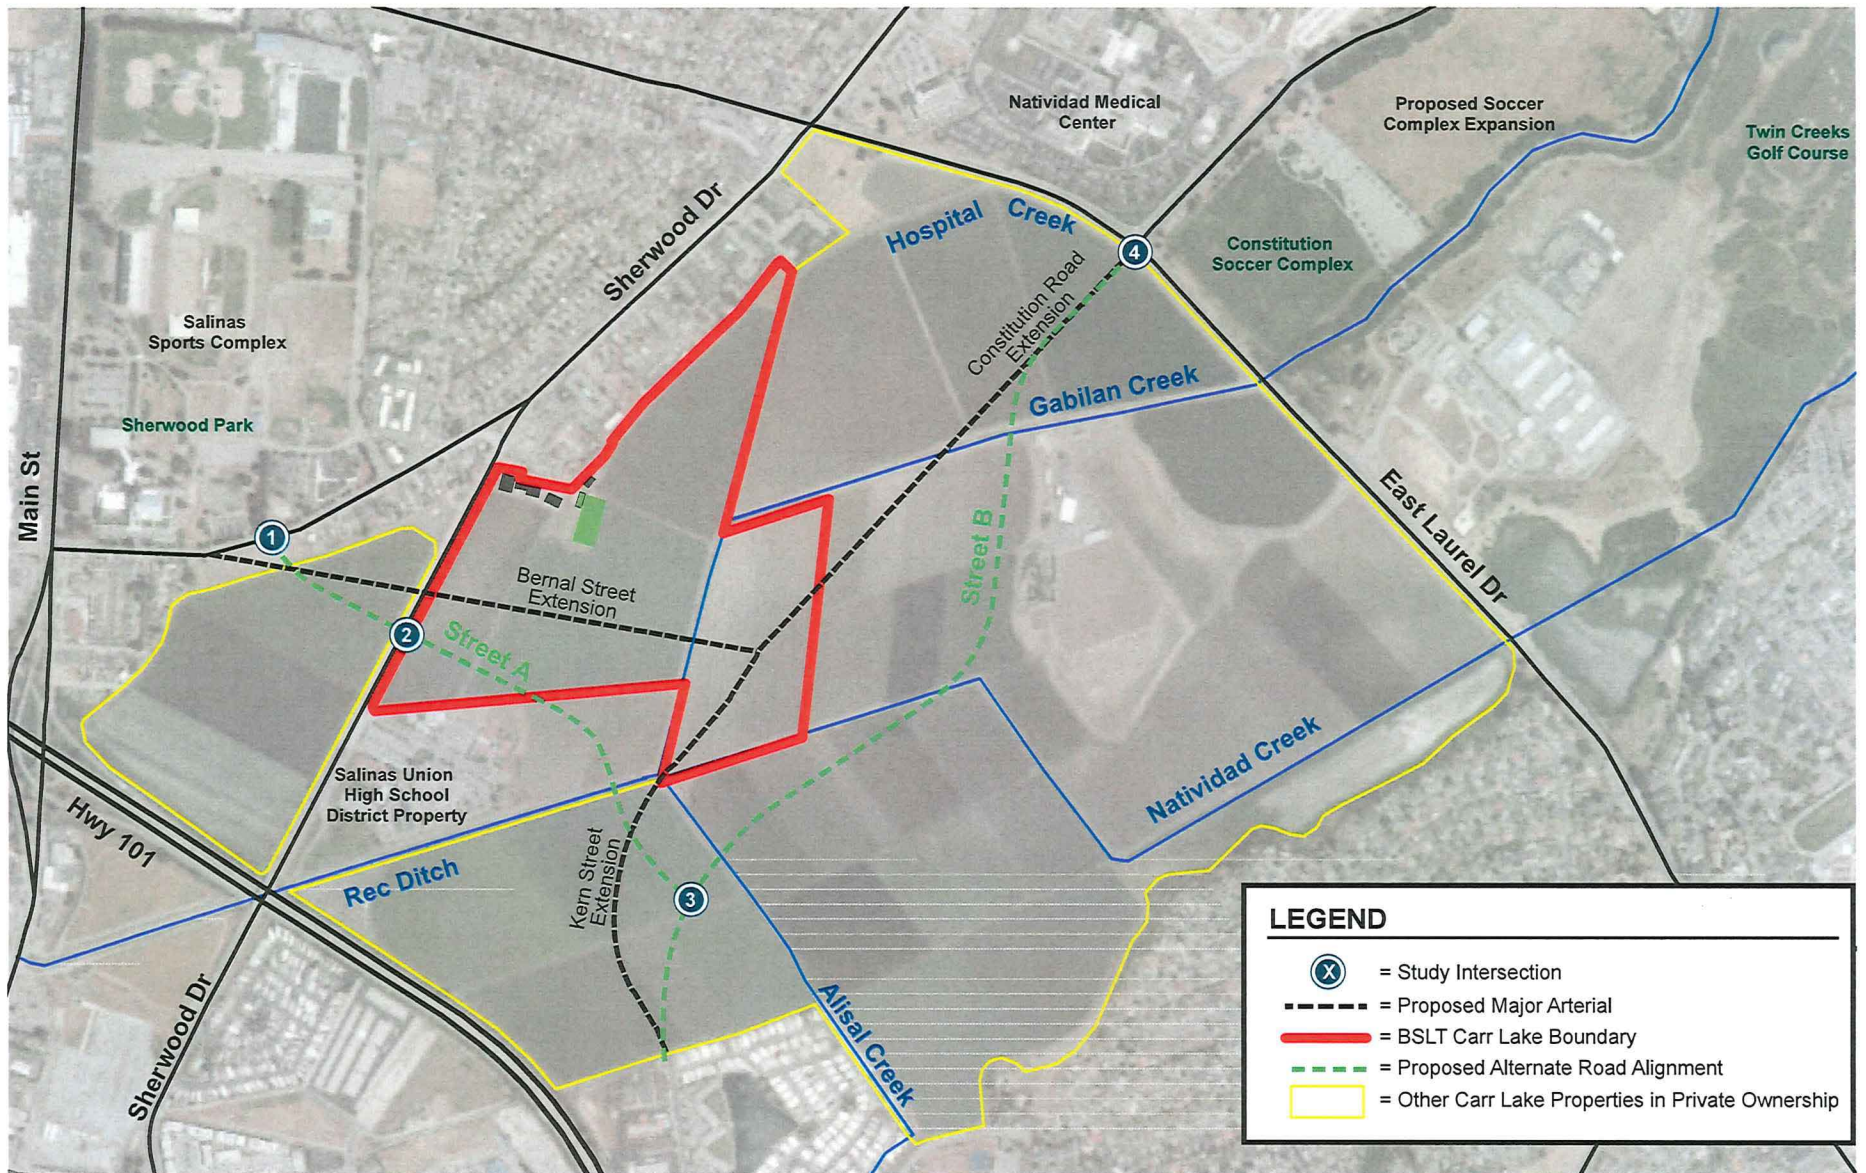 Natividad Medical
Center
Proposed Soccer
Complex Expansion
Twin Creeks
Golf Course
Sherwood Dr
Hospital Creek
4
Constitution
Soccer Complex
Constitution Road
Extension
Salinas
Sports Complex
Gabilan Creek
Sherwood Park
Main St
East Laurel Dr
1
Street B
Bernal Street
Extension
2
Street A
Natividad Creek
Salinas Union
High School
District Property
Hwy 101
Rec Ditch
Kern Street
Extension
3
Sherwood Dr
Alisal Creek
LEGEND
X = Study Intersection
= Proposed Major Arterial
= BSLT Carr Lake Boundary
= Proposed Alternate Road Alignment
= Other Carr Lake Properties in Private Ownership